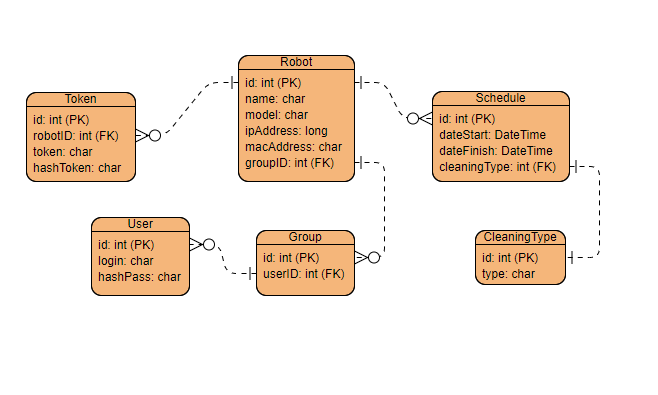 Robot
id: int (PK)
name: char
model: char
ipAddress: long
macAddress: char
groupID: int (FK)
Token
id: int (PK)
robotID: int (FK)
token: char
hashToken: char
Schedule
id: int (PK)
dateStart: DateTime
dateFinish: DateTime
cleaningType: int (FK)
User
id: int (PK)
login: char
hashPass: char
Group
id: int (PK)
userID: int (FK)
CleaningType
id: int (PK)
type: char